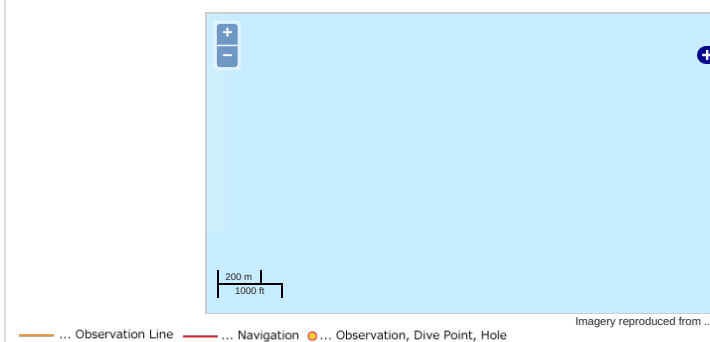 +
−
+
200 m
1000 ft
Imagery reproduced from ..
... Observation Line ... Navigation ... Observation, Dive Point, Hole